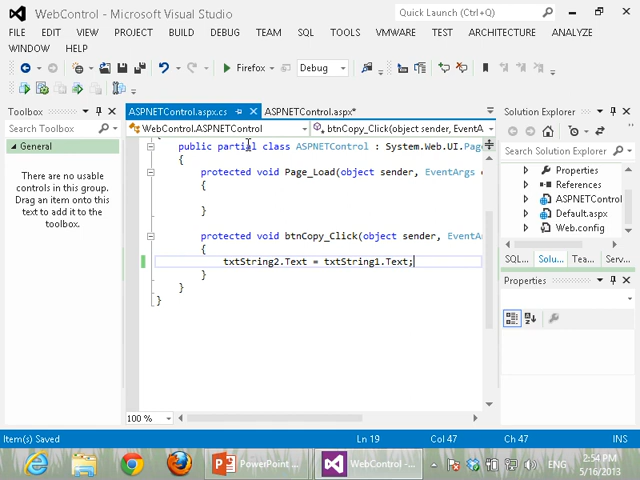 WebControl - Microsoft Visual Studio
Quick Launch (Ctrl+Q)
FILE EDIT VIEW PROJECT BUILD DEBUG TEAM SQL TOOLS VMWARE TEST ARCHITECTURE ANALYZE
WINDOW HELP
Firefox Debug
Toolbox
Search Toolbox
General
There are no usable
controls in this group.
Drag an item onto this
text to add it to the
toolbox.
ASPNETControl.aspx.cs
ASPNETControl.aspx*
WebControl.ASPNETControl
btnCopy_Click(object sender, EventA
public partial class ASPNETControl : System.Web.UI.Page
{
protected void Page_Load(object sender, EventArgs e
{
}
protected void btnCopy_Click(object sender, EventA
{
txtString2.Text = txtString1.Text;
}
}
}
100 %
Solution Explorer
Search Solution Explorer
Properties
References
ASPNETControl
Default.aspx
Web.config
SQL... Solu... Tea... Serv...
Properties
Item(s) Saved
Ln 19
Col 47
Ch 47
INS
PowerPoint ...
WebControl -...
2:54 PM
5/16/2013